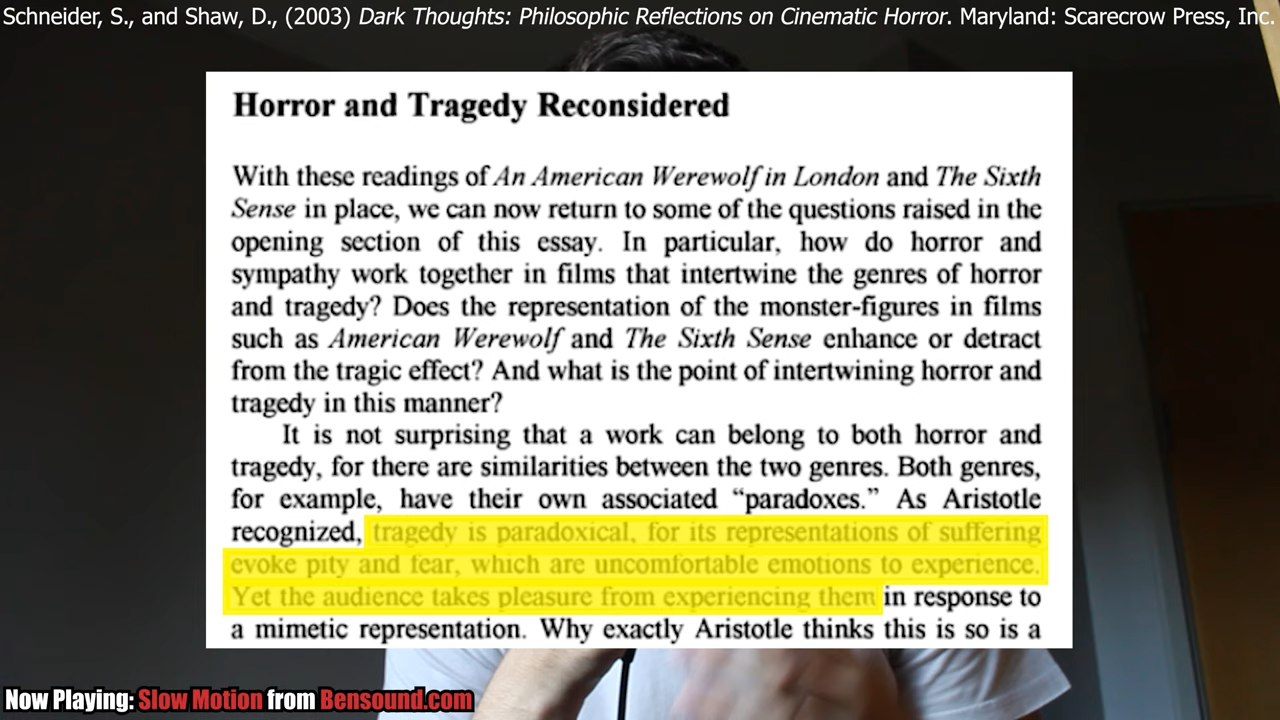 Schneider, S., and Shaw, D., (2003) Dark Thoughts: Philosophic Reflections on Cinematic Horror. Maryland: Scarecrow Press, Inc.
Horror and Tragedy Reconsidered
With these readings of An American Werewolf in London and The Sixth
Sense in place, we can now return to some of the questions raised in the
opening section of this essay. In particular, how do horror and
sympathy work together in films that intertwine the genres of horror
and tragedy? Does the representation of the monster-figures in films
such as American Werewolf and The Sixth Sense enhance or detract
from the tragic effect? And what is the point of intertwining horror and
tragedy in this manner?
It is not surprising that a work can belong to both horror and
tragedy, for there are similarities between the two genres. Both genres,
for example, have their own associated “paradoxes.” As Aristotle
recognized, tragedy is paradoxical, for its representations of suffering
evoke pity and fear, which are uncomfortable emotions to experience.
Yet the audience takes pleasure from experiencing them in response to
a mimetic representation. Why exactly Aristotle thinks this is so is a
Now Playing: Slow Motion from Bensound.com